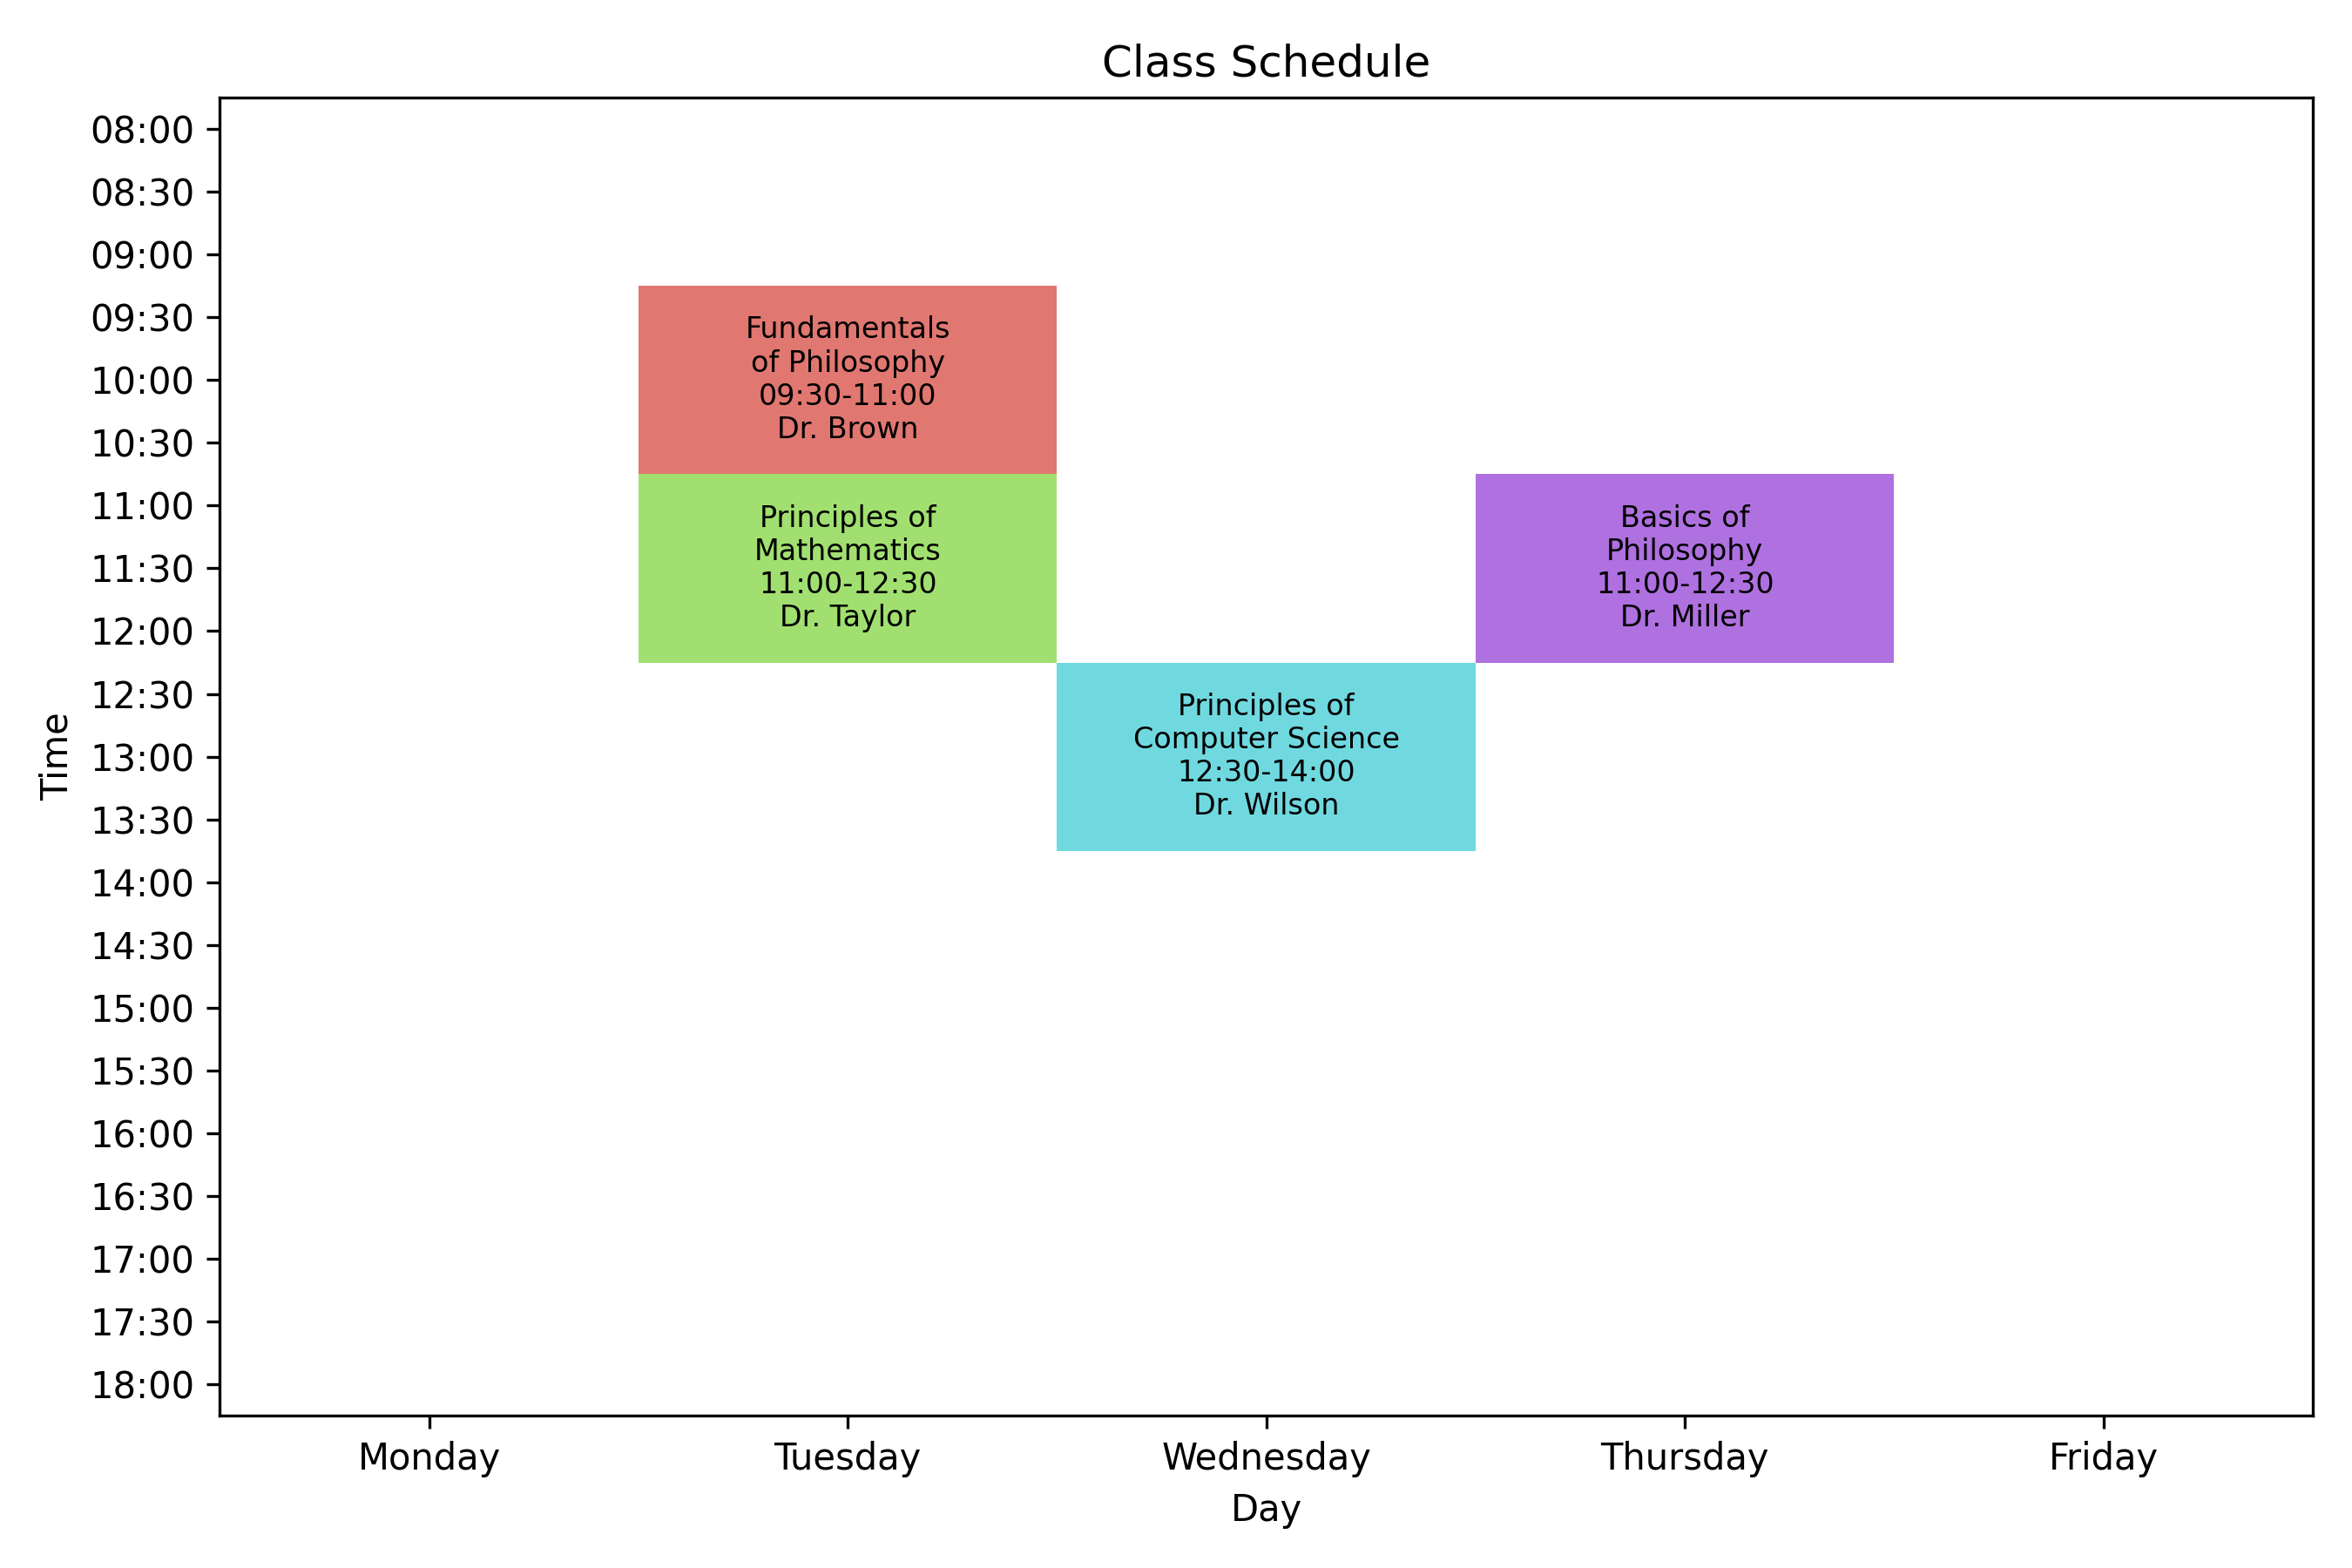 Class Schedule
Time
08:00
08:30
09:00
09:30
10:00
10:30
11:00
11:30
12:00
12:30
13:00
13:30
14:00
14:30
15:00
15:30
16:00
16:30
17:00
17:30
18:00
Fundamentals
of Philosophy
09:30-11:00
Dr. Brown
Principles of
Mathematics
11:00-12:30
Dr. Taylor
Principles of
Computer Science
12:30-14:00
Dr. Wilson
Basics of
Philosophy
11:00-12:30
Dr. Miller
Monday
Tuesday
Wednesday
Thursday
Friday
Day